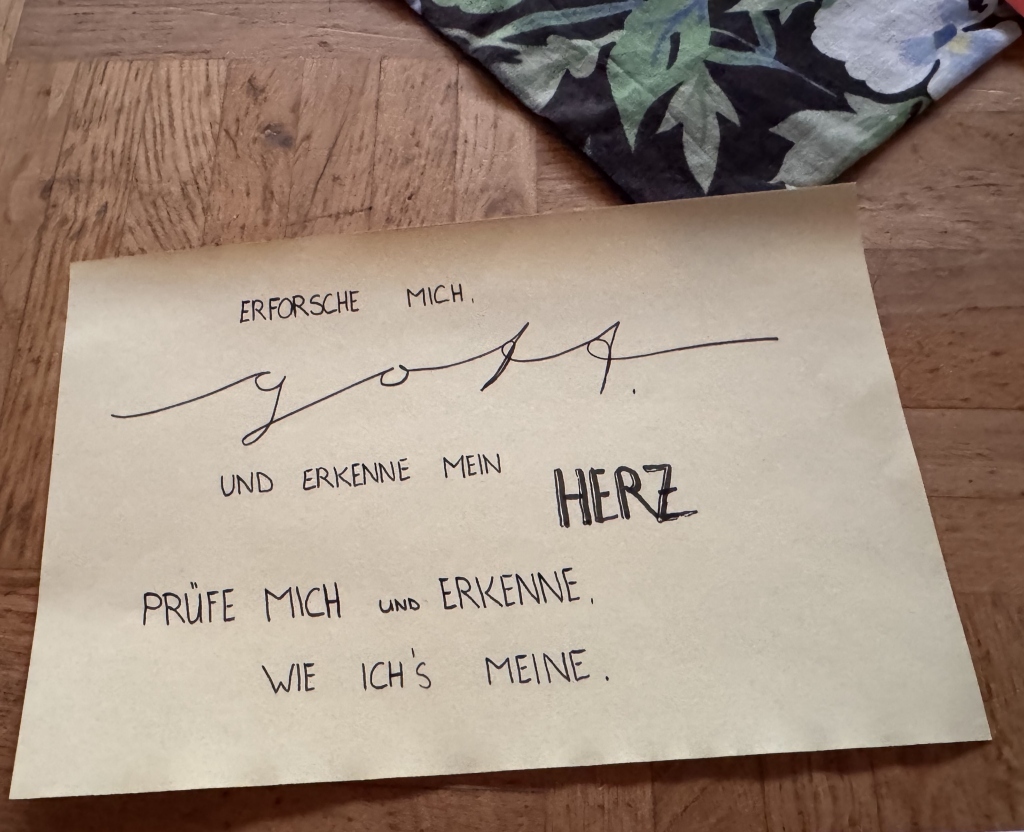 ERFORSCHE MICH,
gott.
UND ERKENNE MEIN HERZ
PRÜFE MICH UND ERKENNE,
WIE ICH'S MEINE.